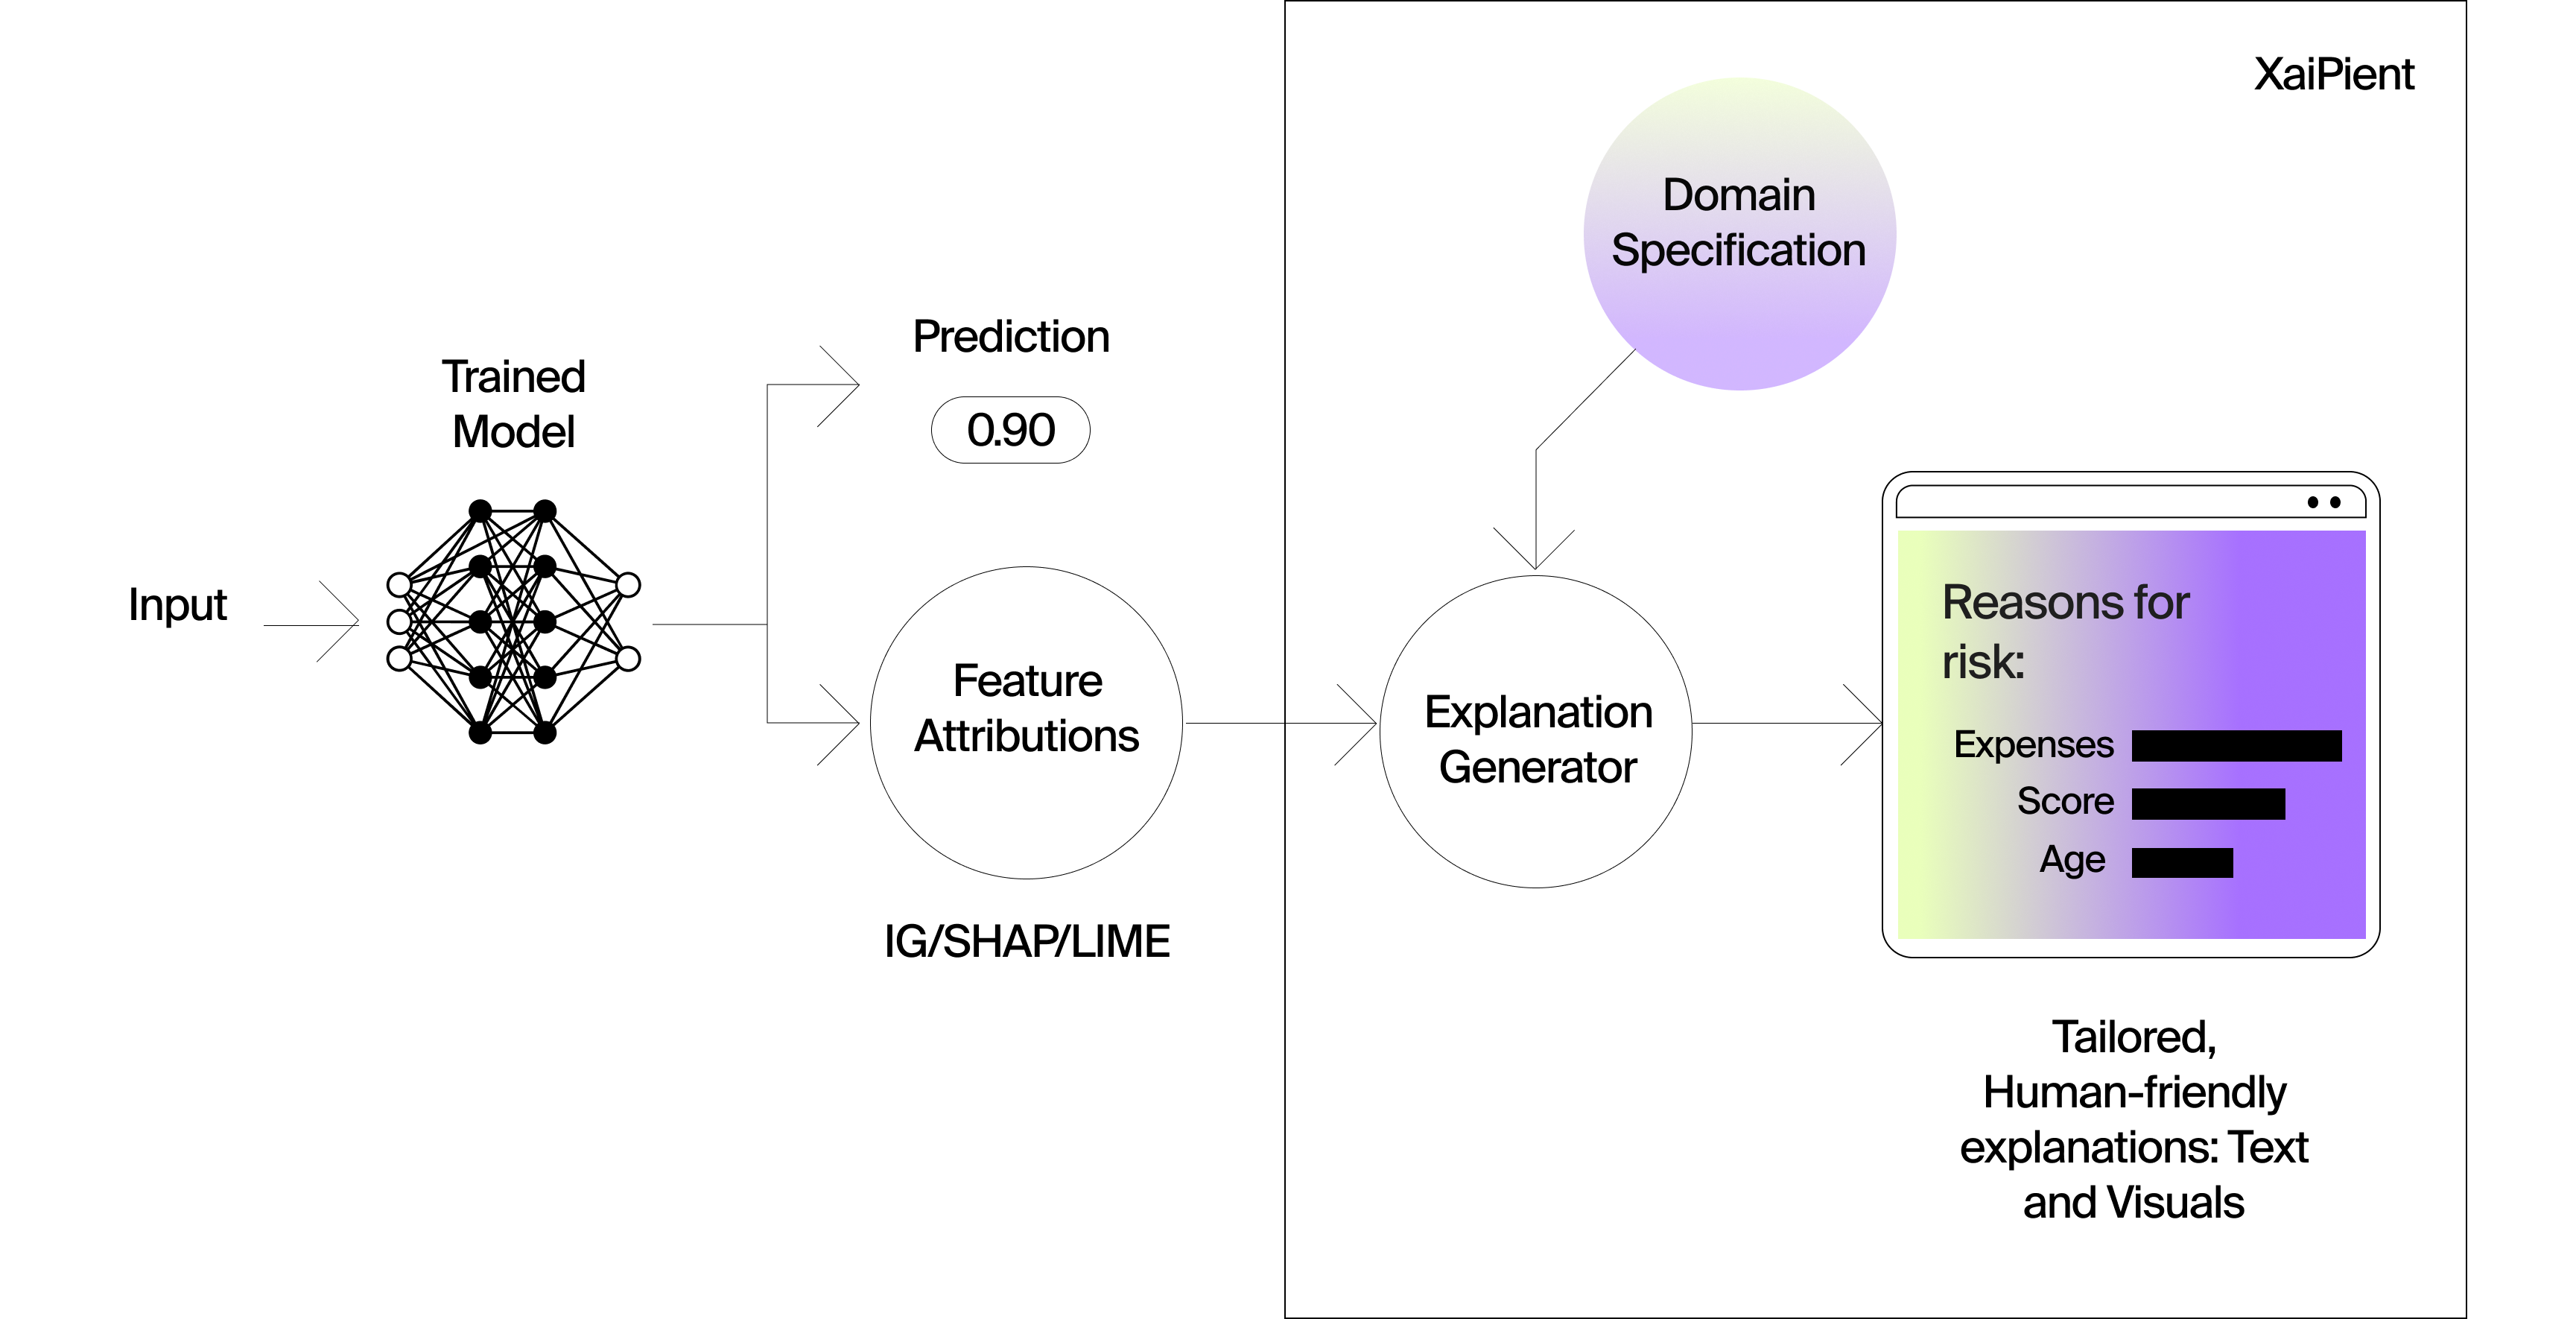 Input
Trained
Model
Prediction
0.90
Feature
Attributions
IG/SHAP/LIME
XaiPient
Domain
Specification
Explanation
Generator
Reasons for
risk:
Expenses
Score
Age
Tailored,
Human-friendly
explanations: Text
and Visuals